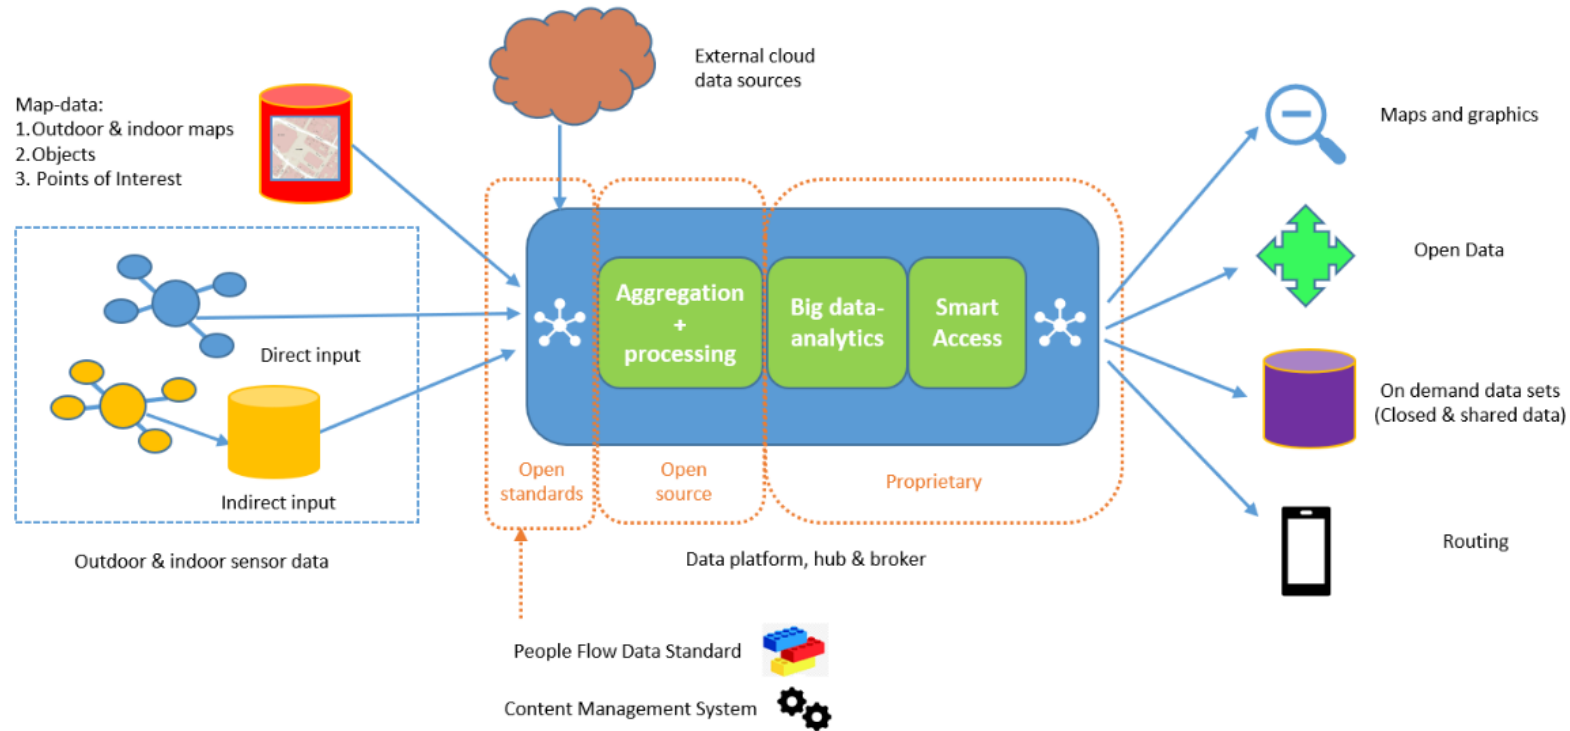 External cloud
data sources
Map-data:
1.Outdoor & indoor maps
2.Objects
3. Points of Interest
Maps and graphics
Open Data
Direct input
Aggregation
+
processing
Big data-
analytics
Smart
Access
On demand data sets
(Closed & shared data)
Indirect input
Open
standards
Open
source
Proprietary
Outdoor & indoor sensor data
Data platform, hub & broker
Routing
People Flow Data Standard
Content Management System